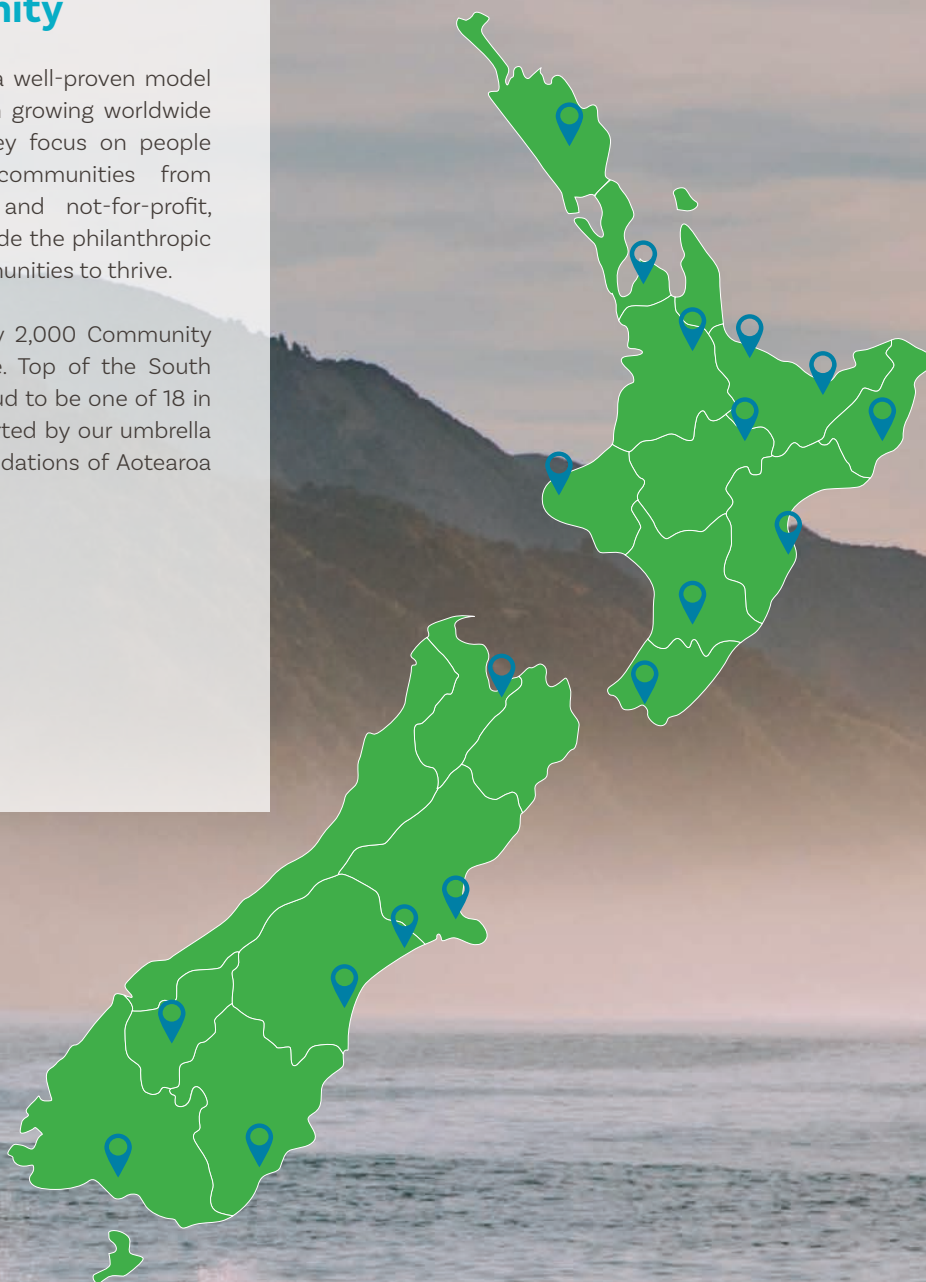 nity
a well-proven model
growing worldwide
ey focus on people
communities from
and not-for-profit,
de the philanthropic
munities to thrive.
y 2,000 Community
e. Top of the South
ud to be one of 18 in
rted by our umbrella
dations of Aotearoa